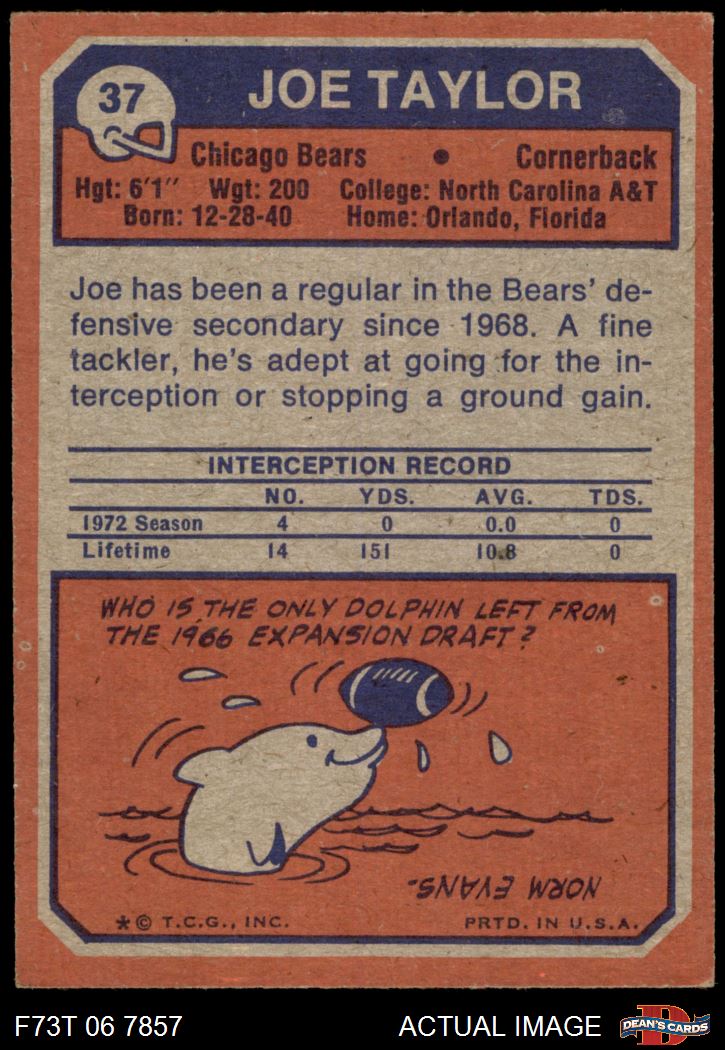 37
JOE TAYLOR
Chicago Bears • Cornerback
Hgt: 6'1" Wgt: 200 College: North Carolina A&T
Born: 12-28-40 Home: Orlando, Florida
Joe has been a regular in the Bears' de-
fensive secondary since 1968. A fine
tackler, he's adept at going for the in-
terception or stopping a ground gain.
INTERCEPTION RECORD
NO. YDS. AVG. TDS.
1972 Season 4 0 0.0 0
Lifetime 14 151 10.8 0
WHO IS THE ONLY DOLPHIN LEFT FROM
THE 1966 EXPANSION DRAFT?
NORM EVANS.
*© T.C.G., INC. PRTD. IN U.S.A.
F73T 06 7857 ACTUAL IMAGE
D
DEAN'S CARDS